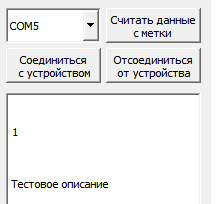 COM5
Считать данные
с метки
Соединиться
с устройством
Отсоединиться
от устройства
1
Тестовое описание